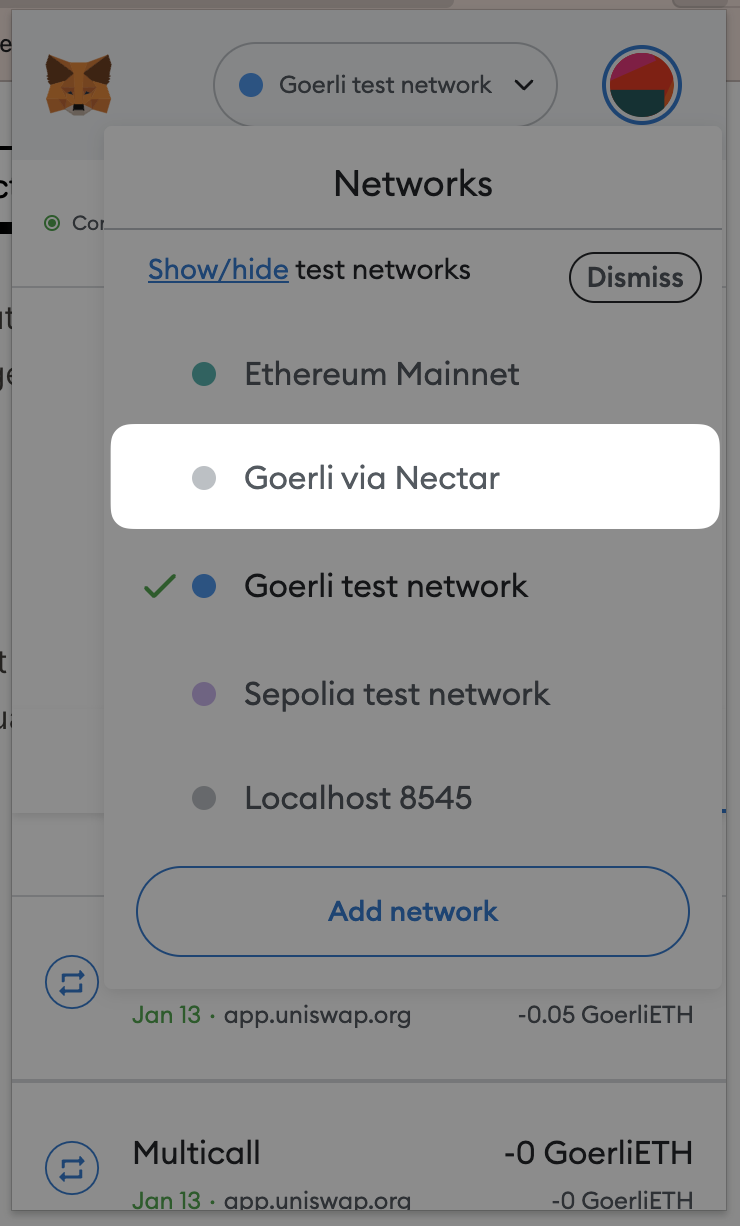 Goerli test network
Networks
Show/hide test networks
Dismiss
Ethereum Mainnet
Goerli via Nectar
Goerli test network
Sepolia test network
Localhost 8545
Add network
Jan 13 · app.uniswap.org
-0.05 GoerliETH
Multicall
-0 GoerliETH
Jan 13 · app.uniswap.org
-0 GoerliETH